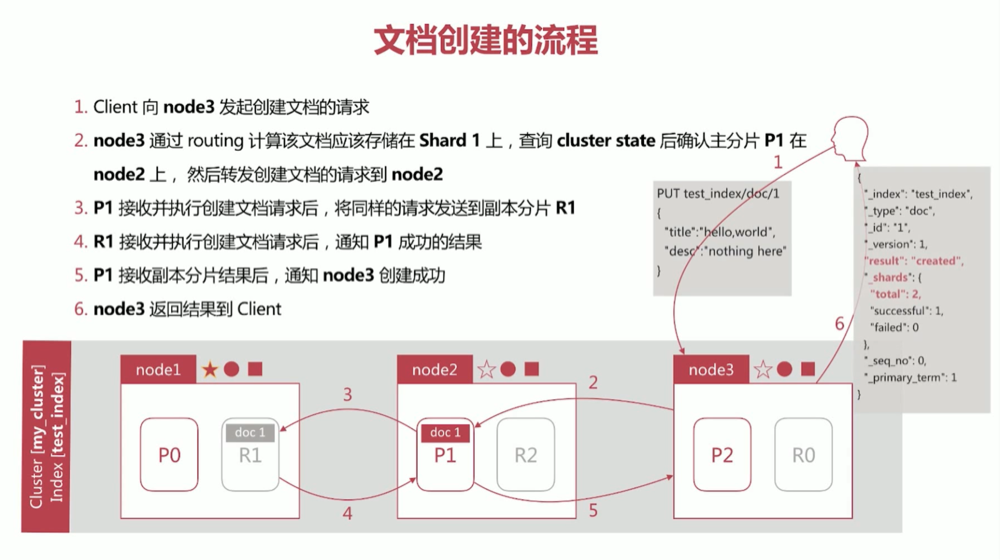 文档创建的流程
1. Client 向 node3 发起创建文档的请求
2. node3 通过 routing 计算该文档应该存储在 Shard 1 上，查询 cluster state 后确认主分片 P1 在
node2 上， 然后转发创建文档的请求到 node2
3. P1 接收并执行创建文档请求后，将同样的请求发送到副本分片 R1
4. R1 接收并执行创建文档请求后，通知 P1 成功的结果
5. P1 接收副本分片结果后，通知 node3 创建成功
6. node3 返回结果到 Client
1
PUT test_index/doc/1
{
"title":"hello,world",
"desc":"nothing here"
}
{
"_index": "test_index",
"_type": "doc",
"_id": "1",
"_version": 1,
"result": "created",
"_shards": {
"total": 2,
"successful": 1,
"failed": 0
},
"_seq_no": 0,
"_primary_term": 1
}
6
Cluster [my_cluster]
Index [test_index]
node1
P0
doc 1
R1
3
4
node2
doc 1
P1
R2
2
5
node3
P2
R0